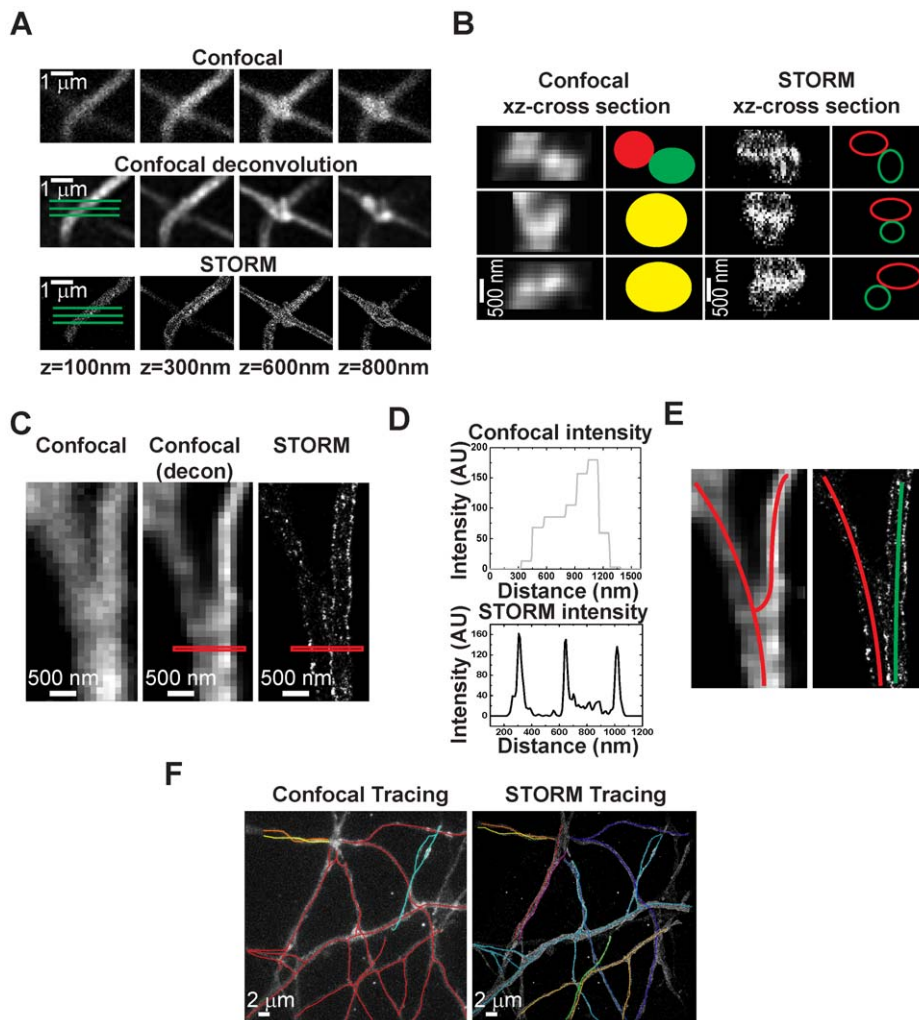 A
Confocal
1 μm
Confocal deconvolution
1 μm
STORM
1 μm
z=100nm z=300nm z=600nm z=800nm
B
Confocal
xz-cross section
STORM
xz-cross section
500 nm
500 nm
C
Confocal
Confocal
(decon)
STORM
500 nm
500 nm
500 nm
D
Confocal intensity
Intensity (AU)
200
150
100
50
0
0 300 600 900 1200 1500
Distance (nm)
STORM intensity
Intensity (AU)
160
120
80
40
0
200 400 600 800 1000 1200
Distance (nm)
E
F
Confocal Tracing
STORM Tracing
2 μm
2 μm